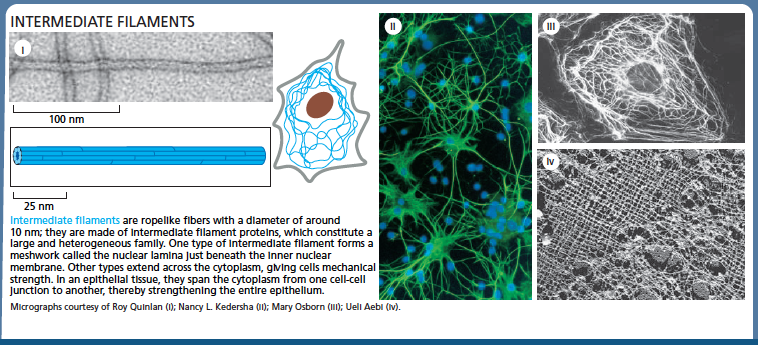 INTERMEDIATE FILAMENTS
i
100 nm
25 nm
ii
iii
iv
Intermediate filaments are ropelike fibers with a diameter of around
10 nm; they are made of intermediate filament proteins, which constitute a
large and heterogeneous family. One type of intermediate filament forms a
meshwork called the nuclear lamina just beneath the inner nuclear
membrane. Other types extend across the cytoplasm, giving cells mechanical
strength. In an epithelial tissue, they span the cytoplasm from one cell-cell
junction to another, thereby strengthening the entire epithelium.
Micrographs courtesy of Roy Quinlan (i); Nancy L. Kedersha (ii); Mary Osborn (iii); Ueli Aebi (iv).